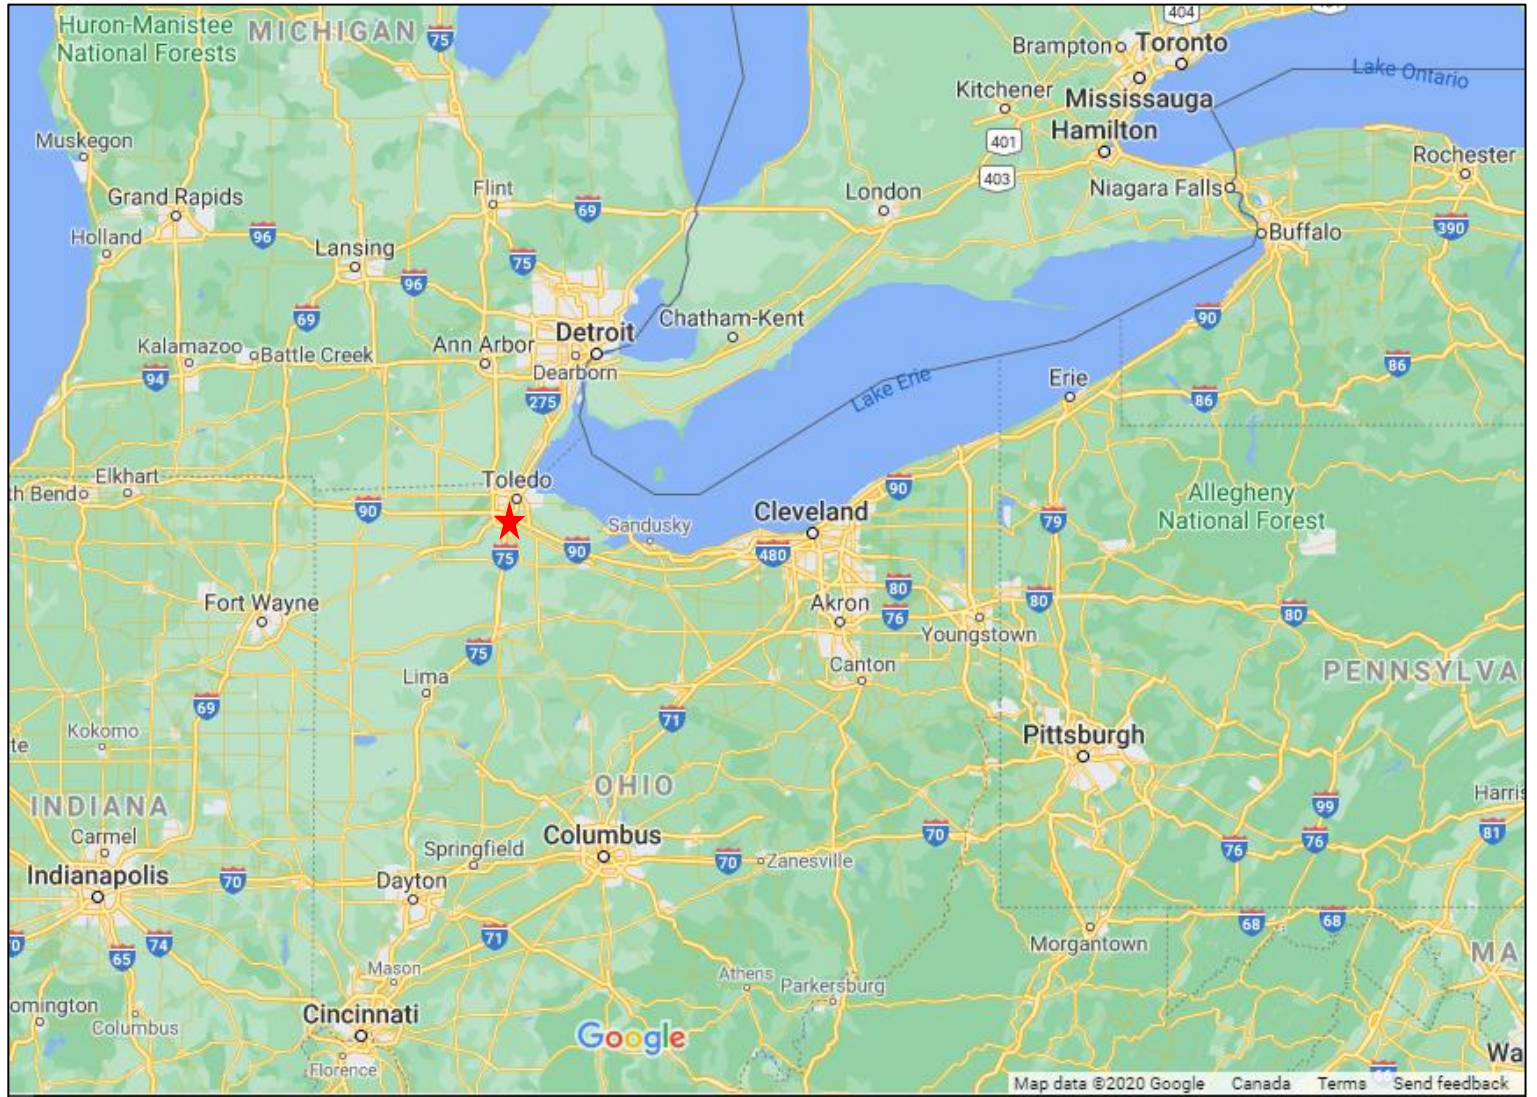 Huron-Manistee
National Forests
MICHIGAN
75
404
Brampton
Toronto
Lake Ontario
Kitchener
Mississauga
Hamilton
401
403
Muskegon
Rochester
Grand Rapids
Flint
69
London
Niagara Falls
Holland
96
Lansing
Buffalo
390
75
96
69
90
Detroit
Chatham-Kent
Kalamazoo
Battle Creek
Ann Arbor
Dearborn
94
275
Lake Erie
Erie
86
86
Elkhart
th Bend
Toledo
90
90
Allegheny
National Forest
Cleveland
Sandusky
79
75
90
480
Fort Wayne
Akron
80
76
80
80
Youngstown
75
Lima
Canton
PENNSYLVA
69
71
Kokomo
te
Pittsburgh
OHIO
INDIANA
Harris
99
Carmel
Columbus
Springfield
70
Zanesville
70
76
76
81
Indianapolis
70
Dayton
68
68
0
65
74
71
Morgantown
MA
Mason
Athens
Parkersburg
omington
Columbus
Cincinnati
Google
Florence
Wa
Map data ©2020 Google Canada Terms Send feedback